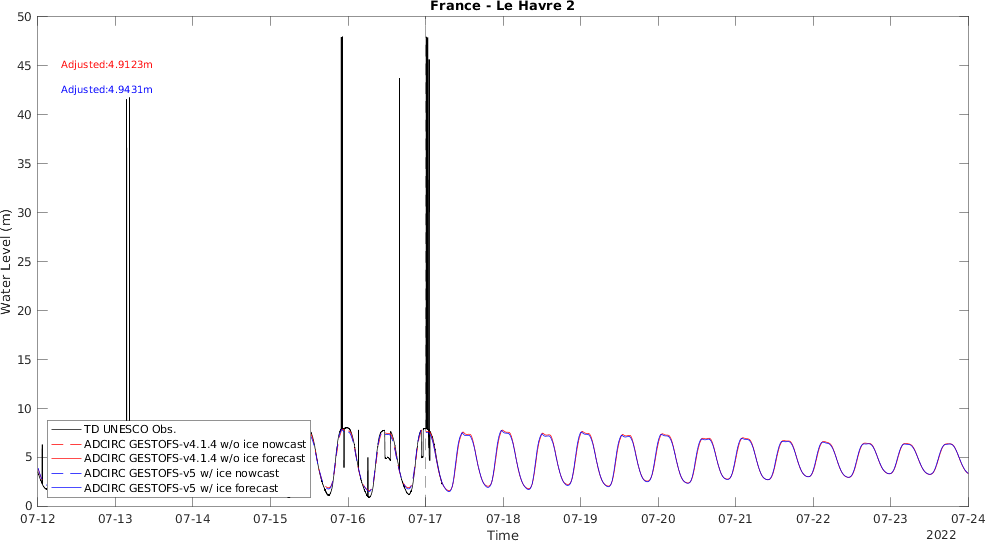 France - Le Havre 2
50
45
40
35
30
25
20
15
10
5
0
Water Level (m)
Adjusted:4.9123m
Adjusted:4.9431m
TD UNESCO Obs.
ADCIRC GESTOFS-v4.1.4 w/o ice nowcast
ADCIRC GESTOFS-v4.1.4 w/o ice forecast
ADCIRC GESTOFS-v5 w/ ice nowcast
ADCIRC GESTOFS-v5 w/ ice forecast
07-12 07-13 07-14 07-15 07-16 07-17 07-18 07-19 07-20 07-21 07-22 07-23 07-24
Time
2022